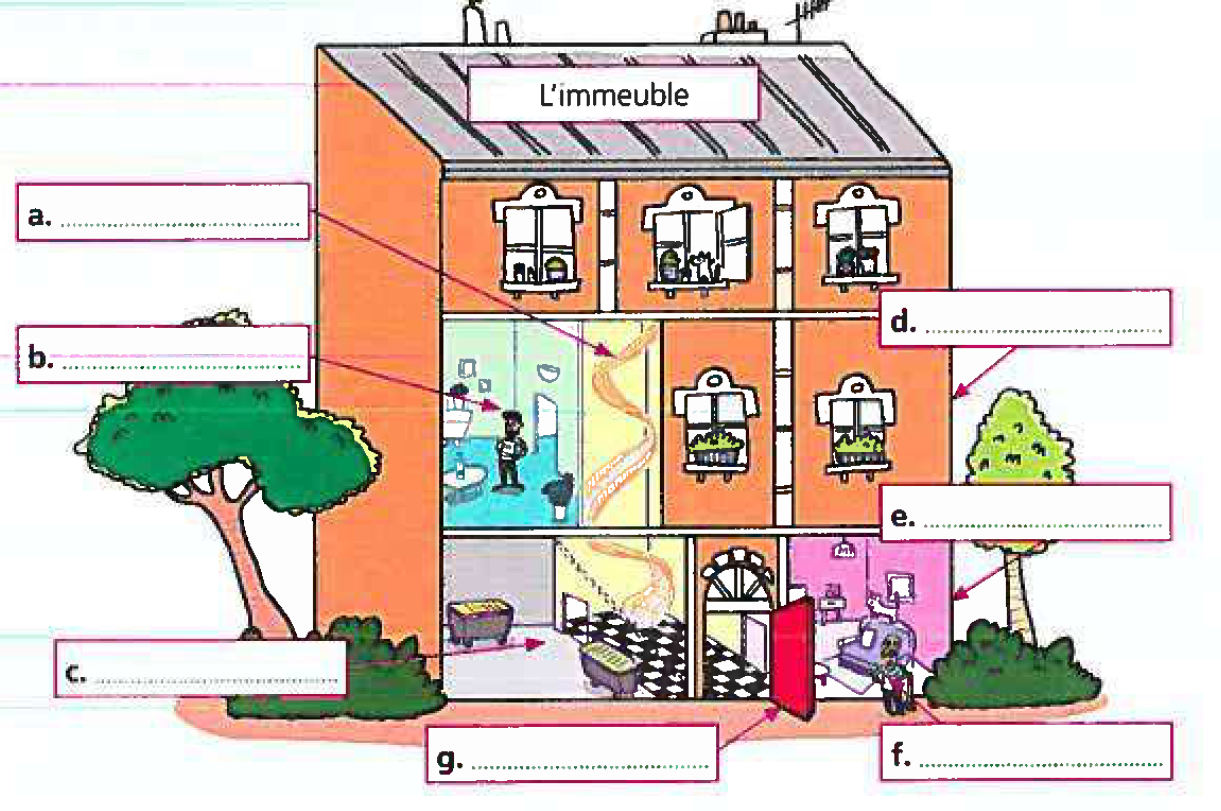 L'immeuble
a. ..............................
b. ..............................
c. ..............................
d. ..............................
e. ..............................
g. ..............................
f. ..............................